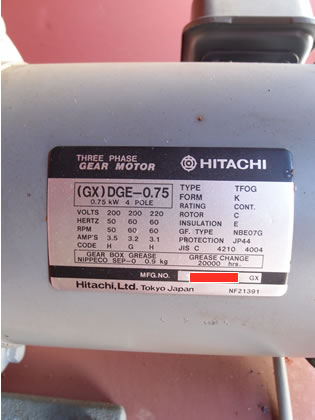 THREE PHASE
GEAR MOTOR
HITACHI
(GX) DGE-0.75
0.75 kW 4 POLE
VOLTS 200 200 220
HERTZ 50 60 60
RPM 50 60 60
AMP'S 3.5 3.2 3.1
CODE H G H
TYPE TFOG
FORM K
RATING CONT.
ROTOR C
INSULATION E
GF. TYPE NBE07G
PROTECTION JP44
JIS C 4210 4004
GEAR BOX GREASE
NIPPECO SEP-0 0.9 kg
GREASE CHANGE
20000 hrs.
MFG.NO. GX
Hitachi, Ltd. Tokyo Japan
NF21391